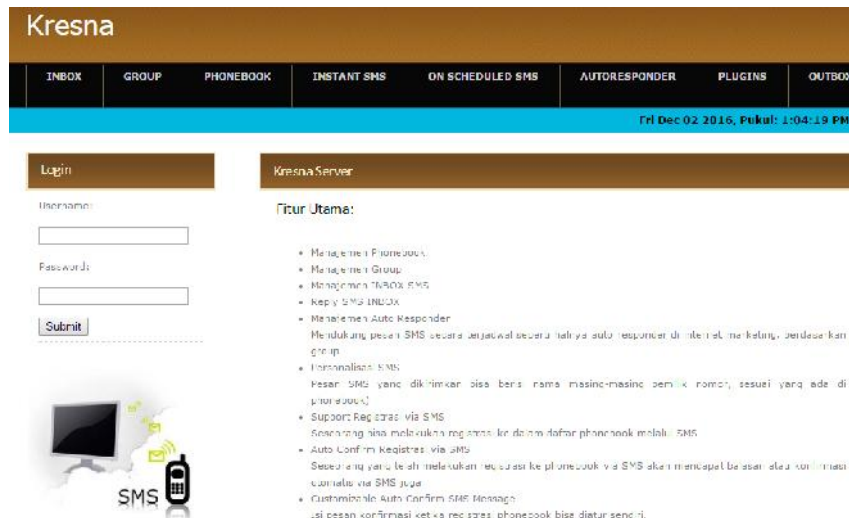 Kresna
INBOX GROUP PHONEBOOK INSTANT SMS ON SCHEDULED SMS AUTORESPONDER PLUGINS OUTBOX
Fri Dec 02 2016, Pukul: 1:04:19 PM
Login
Username:
Password:
Submit
SMS
Kresna Server
Fitur Utama:
Manajemen Phonebook
Manajemen Group
Manajemen INBOX SMS
Reply SMS INBOX
Manajemen Auto Responder
Mendukung pesan SMS secara terjadwal seperti halnya auto responder di internet marketing, berdasarkan
group
Personalisasi SMS
Pesan SMS yang dikirimkan bisa berisi nama masing-masing pemilik nomor, sesuai yang ada di
phonebook)
Support Registrasi via SMS
Seseorang bisa melakukan registrasi ke dalam daftar phonebook melalui SMS
Auto Confirm Registrasi via SMS
Seseorang yang telah melakukan registrasi ke phonebook via SMS akan mendapat balasan atau konfirmasi
otomatis via SMS juga
Customizable Auto Confirm SMS Message
Isi pesan konfirmasi ketika registrasi phonebook bisa diatur sendiri.